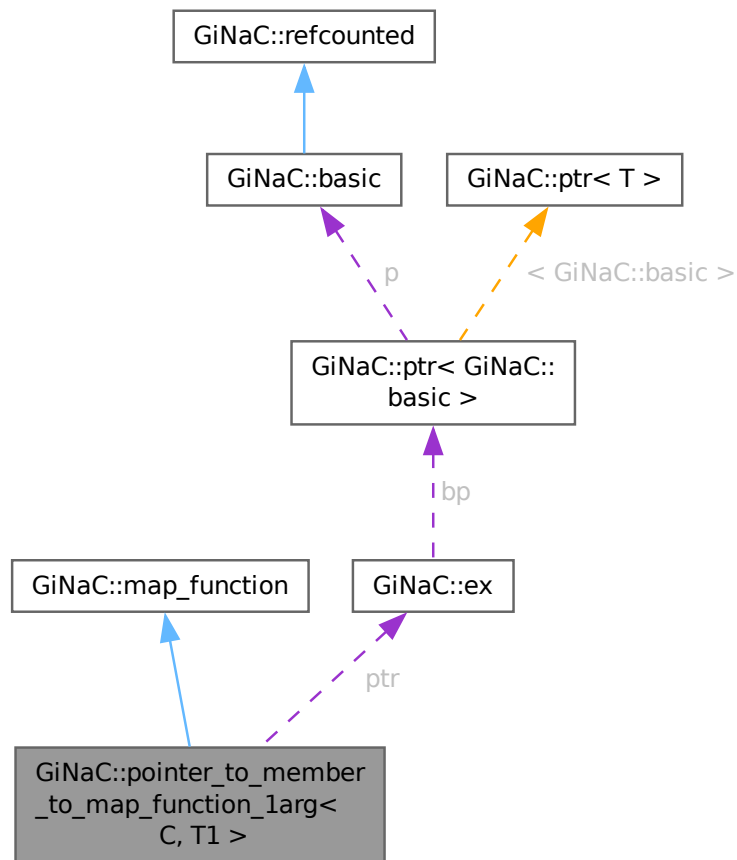 GiNaC::refcounted
GiNaC::basic
GiNaC::ptr< T >
p
< GiNaC::basic >
GiNaC::ptr< GiNaC::
basic >
bp
GiNaC::map_function
GiNaC::ex
ptr
GiNaC::pointer_to_member
_to_map_function_1arg<
C, T1 >